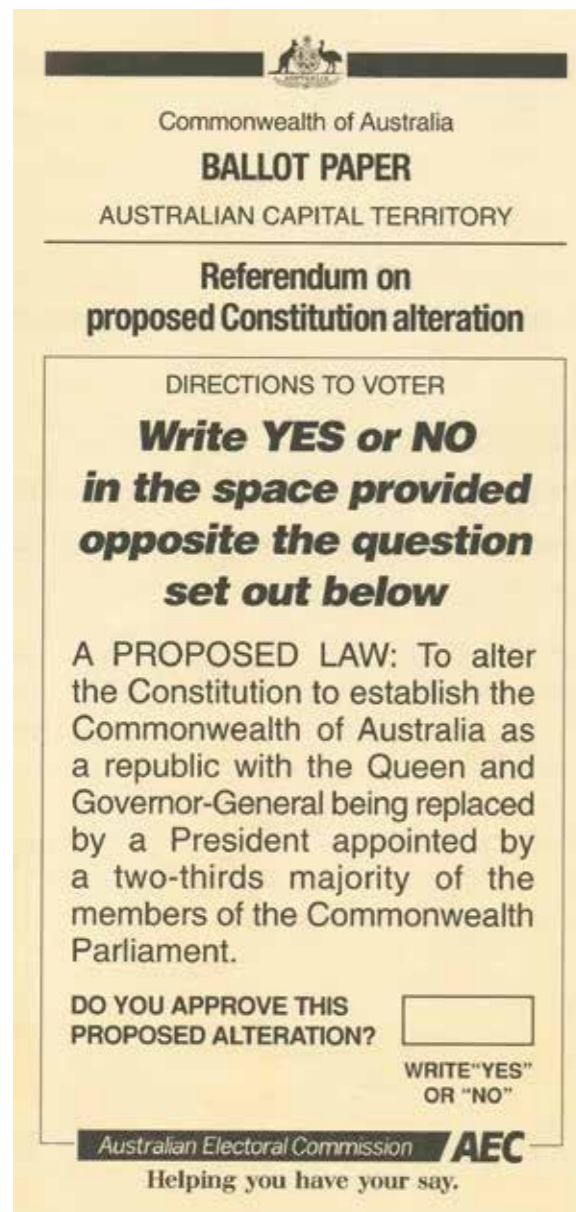 AUSTRALIA
Commonwealth of Australia
BALLOT PAPER
AUSTRALIAN CAPITAL TERRITORY
Referendum on
proposed Constitution alteration
DIRECTIONS TO VOTER
Write YES or NO
in the space provided
opposite the question
set out below
A PROPOSED LAW: To alter
the Constitution to establish the
Commonwealth of Australia as
a republic with the Queen and
Governor-General being replaced
by a President appointed by
a two-thirds majority of the
members of the Commonwealth
Parliament.
DO YOU APPROVE THIS
PROPOSED ALTERATION?
WRITE“YES”
OR “NO”
Australian Electoral Commission AEC
Helping you have your say.